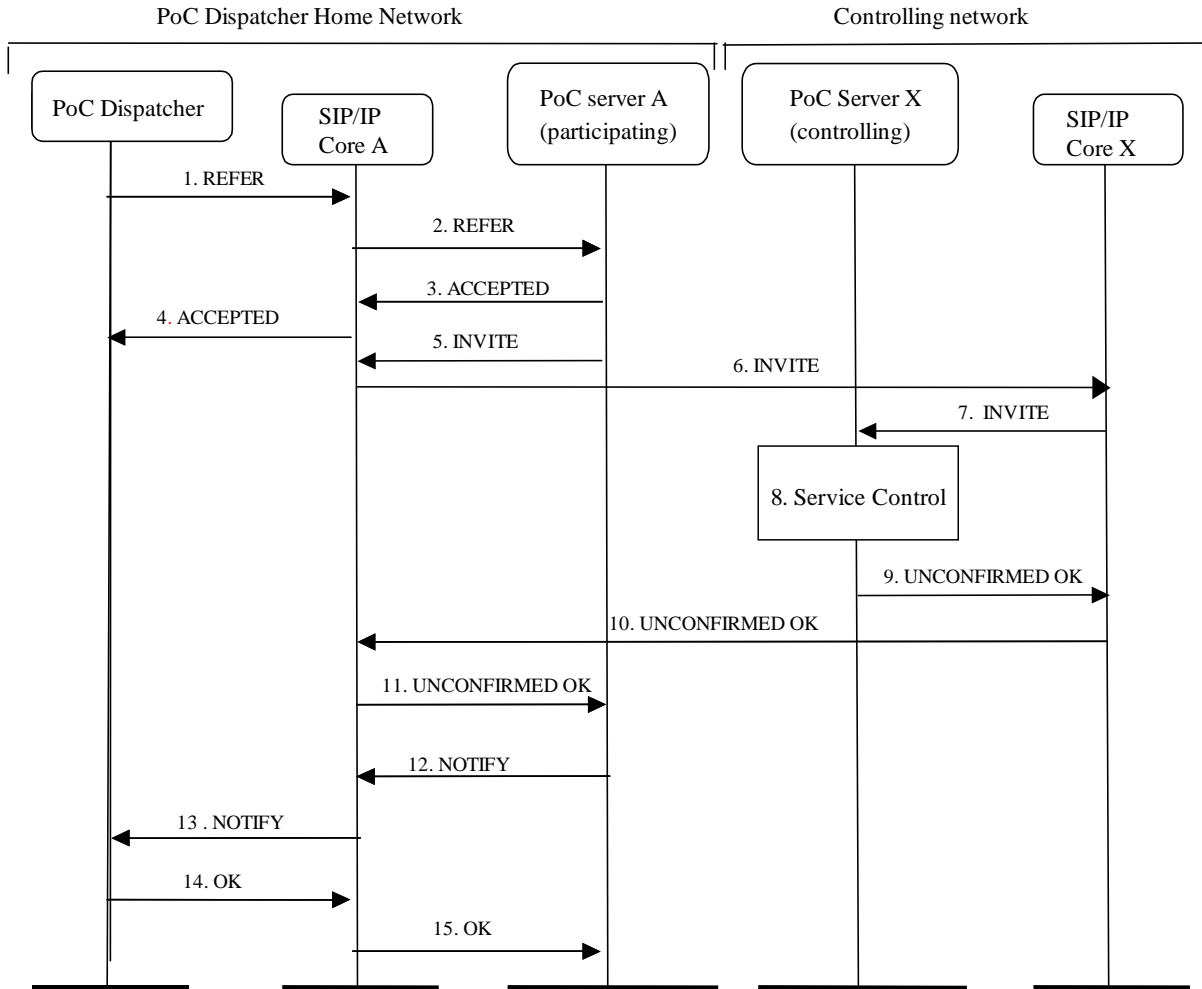 PoC Dispatcher Home Network
Controlling network
PoC Dispatcher
SIP/IP
Core A
PoC server A
(participating)
PoC Server X
(controlling)
SIP/IP
Core X
1. REFER
2. REFER
3. ACCEPTED
4. ACCEPTED
5. INVITE
6. INVITE
7. INVITE
8. Service Control
9. UNCONFIRMED OK
10. UNCONFIRMED OK
11. UNCONFIRMED OK
12. NOTIFY
13 . NOTIFY
14. OK
15. OK